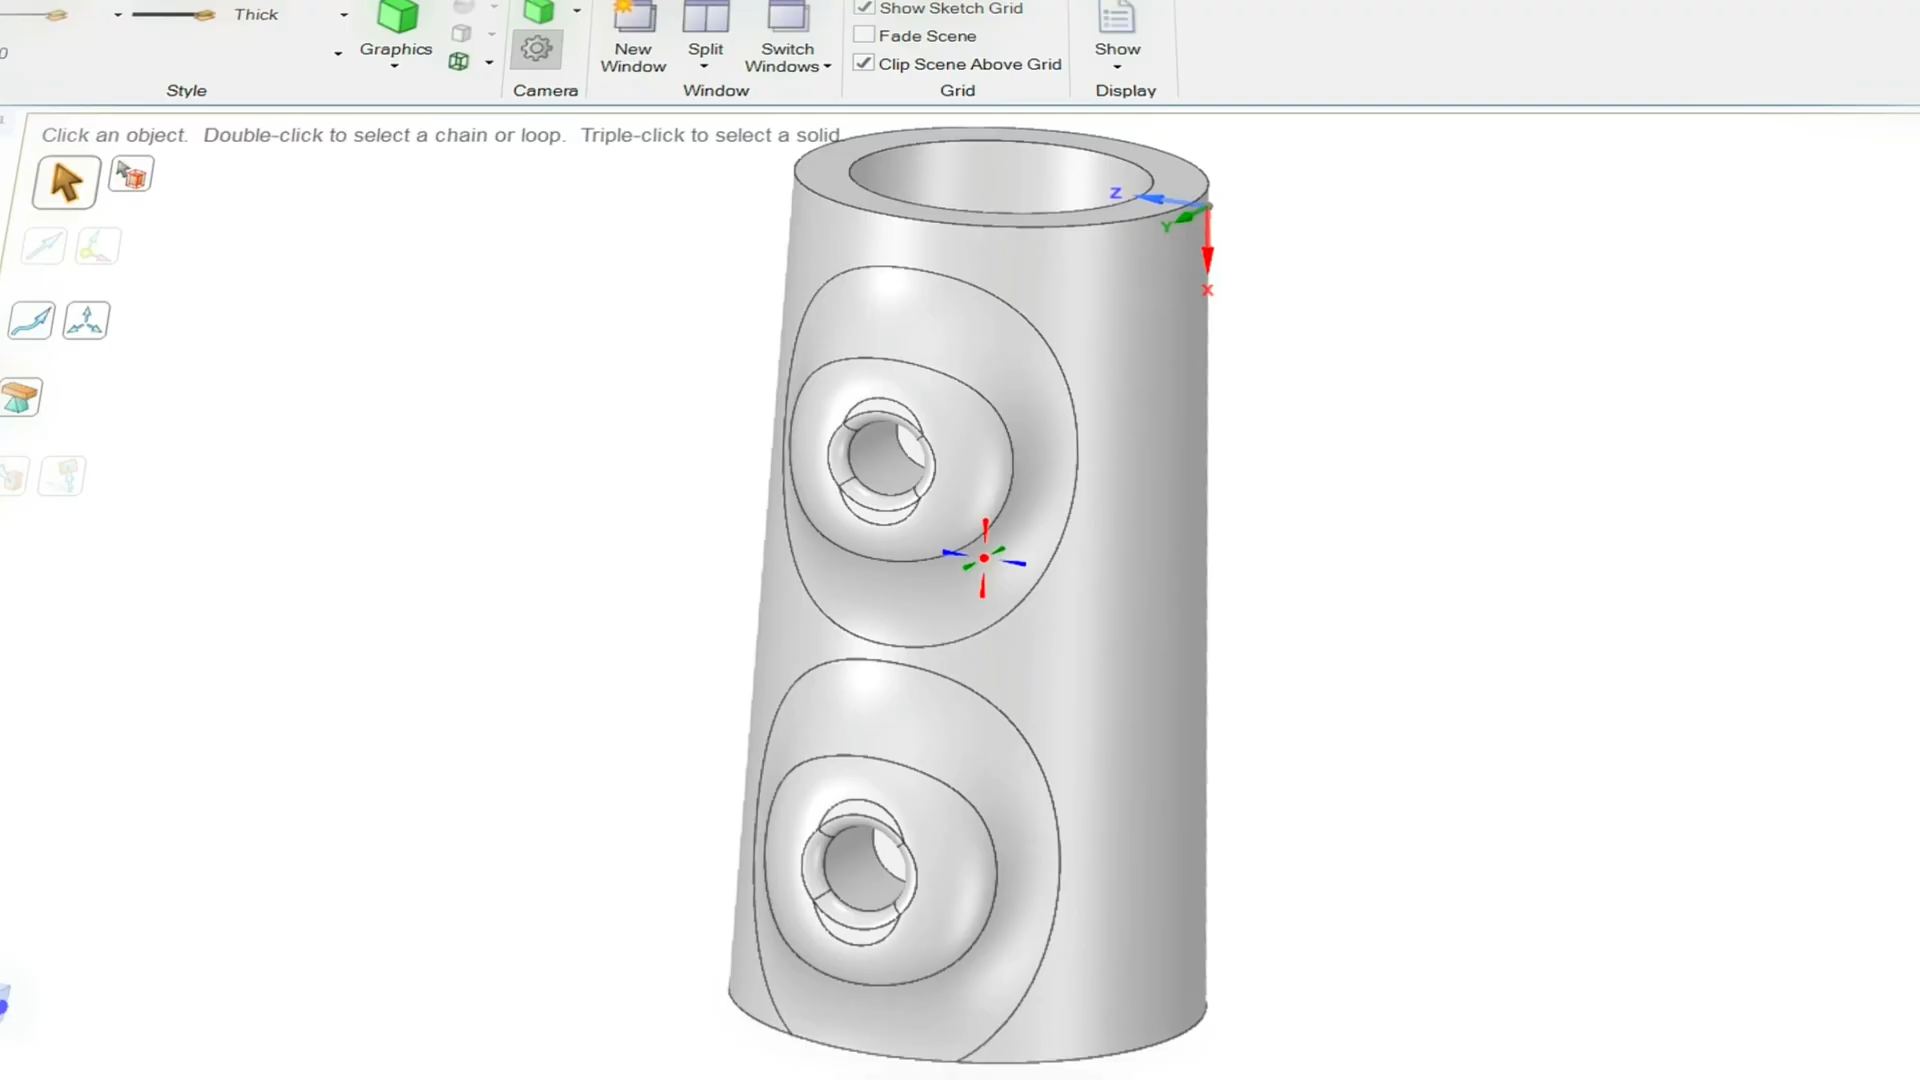 Thick
Graphics
New
Window
Split
Switch
Windows
Show Sketch Grid
Fade Scene
Clip Scene Above Grid
Show
Style
Camera
Window
Grid
Display
Click an object. Double-click to select a chain or loop. Triple-click to select a solid.
Z
Y
X